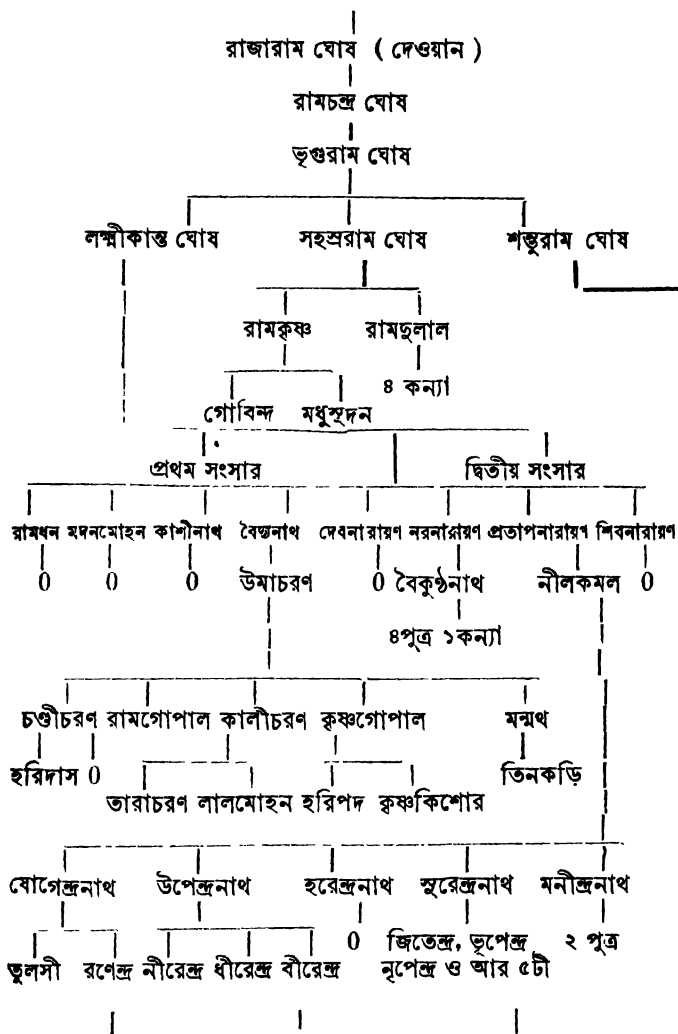 রাজারাম ঘোষ ( দেওয়ান )
রামচন্দ্র ঘোষ
ভৃগুরাম ঘোষ
লক্ষ্মীকান্ত ঘোষ সহস্ররাম ঘোষ শম্ভুরাম ঘোষ
রামকৃষ্ণ রামদুলাল
৪ কন্যা
গোবিন্দ মধুসূদন
প্রথম সংসার দ্বিতীয় সংসার
রামধন মদনমোহন কাশীনাথ বৈদ্যনাথ দেবনারায়ণ নরনারায়ণ প্রতাপনারায়ণ শিবনারায়ণ
0 0 0 উমাচরণ 0 বৈকুণ্ঠনাথ নীলকমল 0
৪পুত্র ১কন্যা
চণ্ডীচরণ রামগোপাল কালীচরণ কৃষ্ণগোপাল মন্মথ
হরিদাস 0 তিনকড়ি
তারাচরণ লালমোহন হরিপদ কৃষ্ণকিশোর
যোগেন্দ্রনাথ উপেন্দ্রনাথ হরেন্দ্রনাথ সুরেন্দ্রনাথ মনীন্দ্রনাথ
0 জিতেন্দ্র, ভূপেন্দ্র, ২ পুত্র
তুলসী রণেন্দ্র নীরেন্দ্র ধীরেন্দ্র বীরেন্দ্র নৃপেন্দ্র ও আর ৫টী